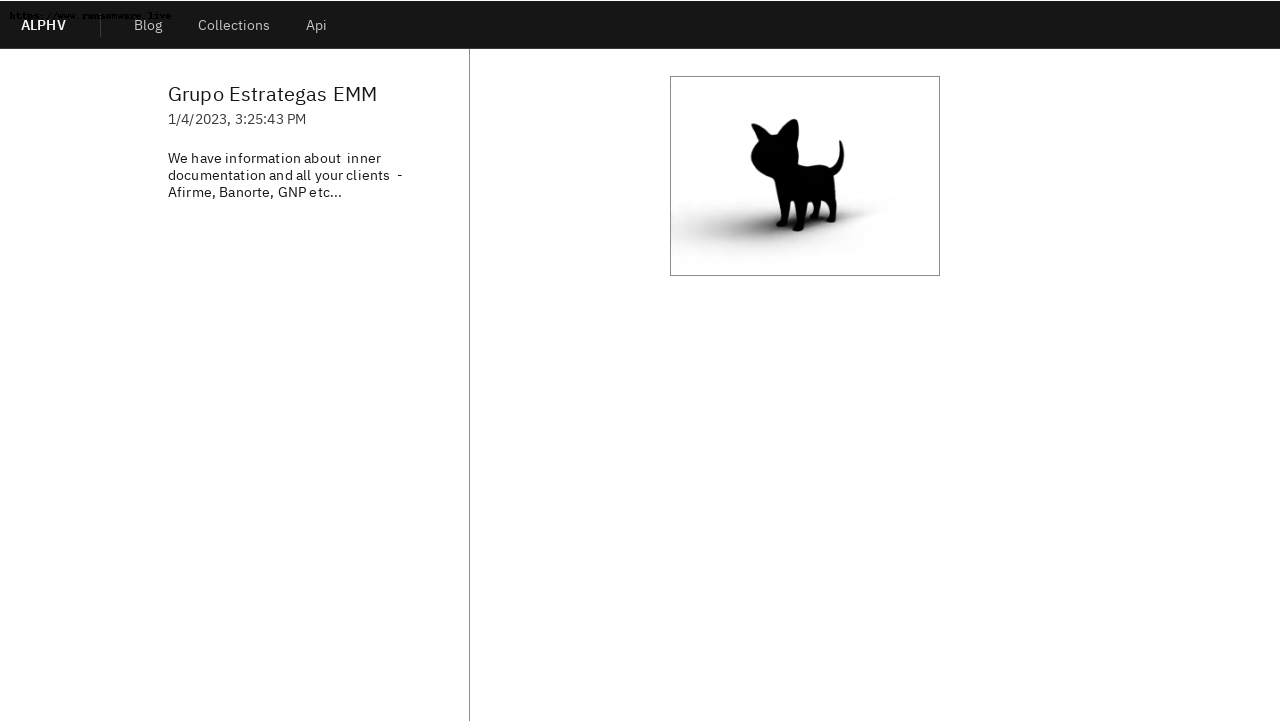 https://www.ransomware.live
ALPHV
Blog
Collections
Api
Grupo Estrategas EMM
1/4/2023, 3:25:43 PM
We have information about inner
documentation and all your clients -
Afirme, Banorte, GNP etc...